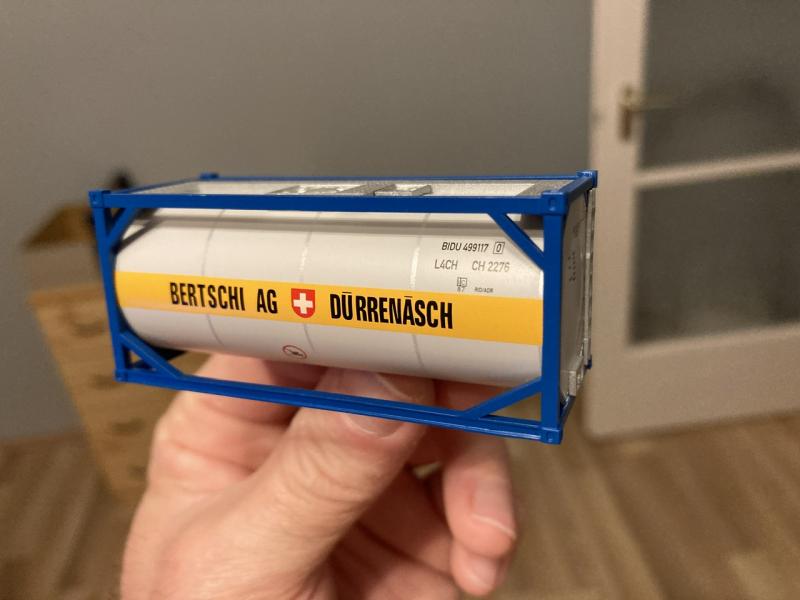 BIDU 499117 0
L4CH CH 2276
RID/ADR
BERTSCHI AG DÜRRENÄSCH